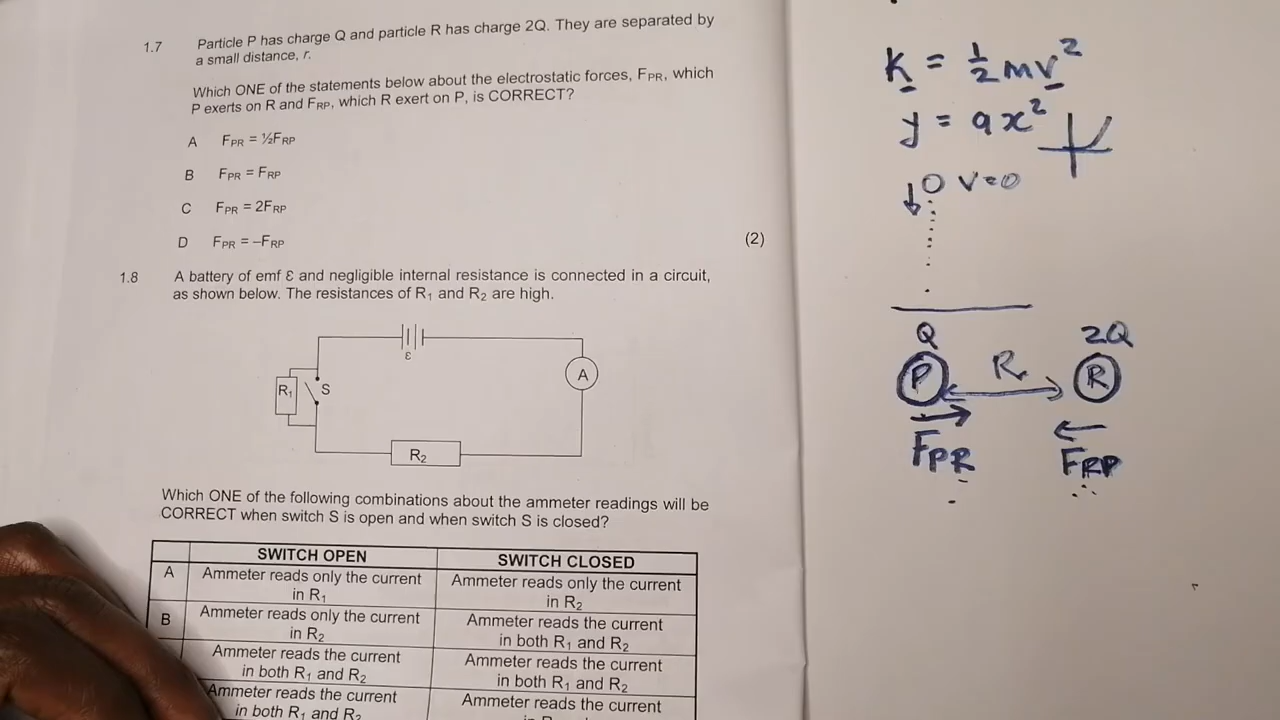 1.7 Particle P has charge Q and particle R has charge 2Q. They are separated by
a small distance, r.
Which ONE of the statements below about the electrostatic forces, FPR, which
P exerts on R and FRP, which R exert on P, is CORRECT?
A FPR = ½FRP
B FPR = FRP
C FPR = 2FRP
D FPR = –FRP
(2)
1.8 A battery of emf Ɛ and negligible internal resistance is connected in a circuit,
as shown below. The resistances of R1 and R2 are high.
ε
A
R1
S
R2
Which ONE of the following combinations about the ammeter readings will be
CORRECT when switch S is open and when switch S is closed?
SWITCH OPEN SWITCH CLOSED
A Ammeter reads only the current
in R1
Ammeter reads only the current
in R2
B Ammeter reads only the current
in R2
Ammeter reads the current
in both R1 and R2
Ammeter reads the current
in both R1 and R2
Ammeter reads the current
in both R1 and R2
Ammeter reads the current
in both R1 and R2
Ammeter reads the current
K = ½mv²
y = ax²
v=0
Q 2Q
P R R
FPR FRP